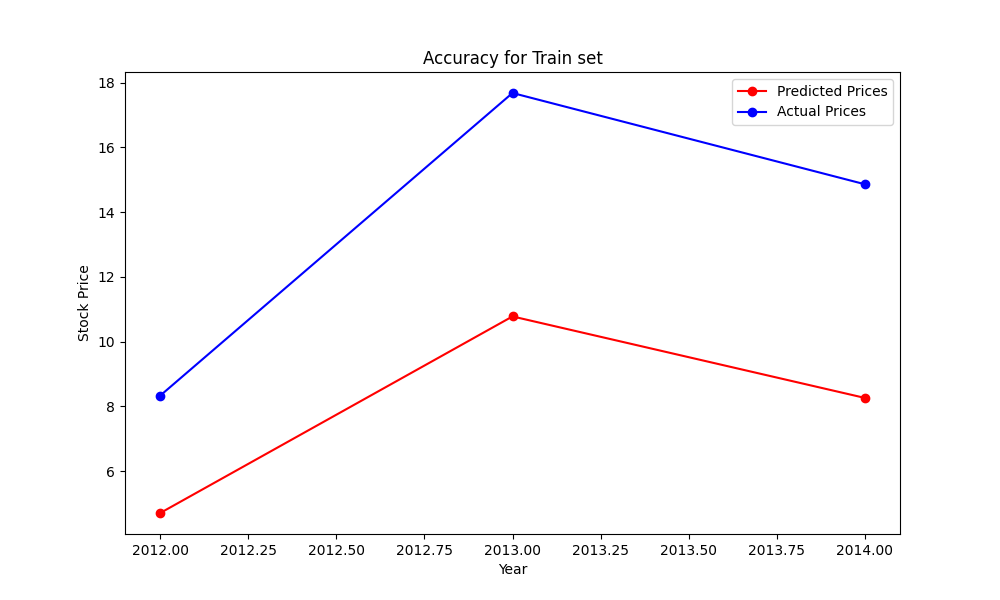 Accuracy for Train set
Predicted Prices
Actual Prices
Stock Price
18
16
14
12
10
8
6
2012.00 2012.25 2012.50 2012.75 2013.00 2013.25 2013.50 2013.75 2014.00
Year